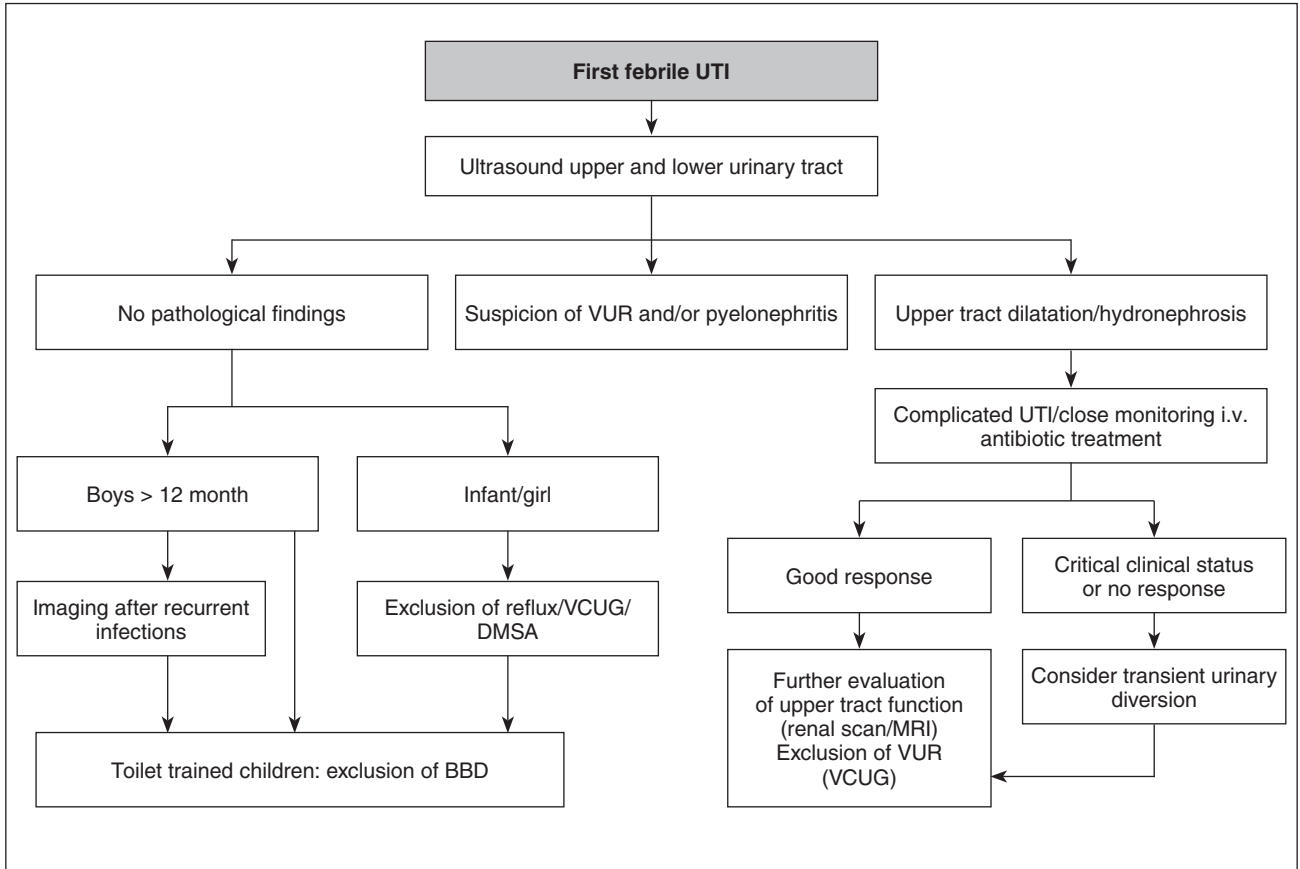 First febrile UTI
Ultrasound upper and lower urinary tract
No pathological findings
Suspicion of VUR and/or pyelonephritis
Upper tract dilatation/hydronephrosis
Complicated UTI/close monitoring i.v.
antibiotic treatment
Boys > 12 month
Infant/girl
Good response
Critical clinical status
or no response
Imaging after recurrent
infections
Exclusion of reflux/VCUG/
DMSA
Further evaluation
of upper tract function
(renal scan/MRI)
Exclusion of VUR
(VCUG)
Consider transient urinary
diversion
Toilet trained children: exclusion of BBD